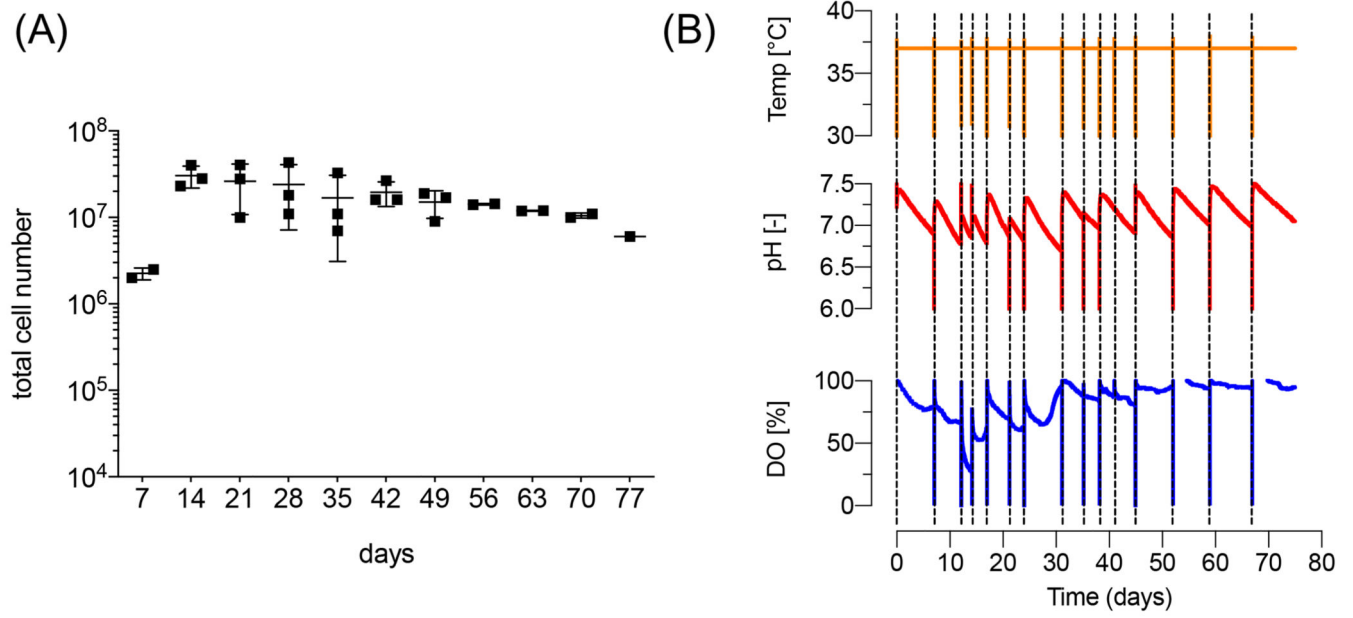 (A)
total cell number
10^8
10^7
10^6
10^5
10^4
7 14 21 28 35 42 49 56 63 70 77
days
(B)
Temp [°C]
40
35
30
pH [-]
7.5
7.0
6.5
6.0
DO [%]
100
50
0
0 10 20 30 40 50 60 70 80
Time (days)